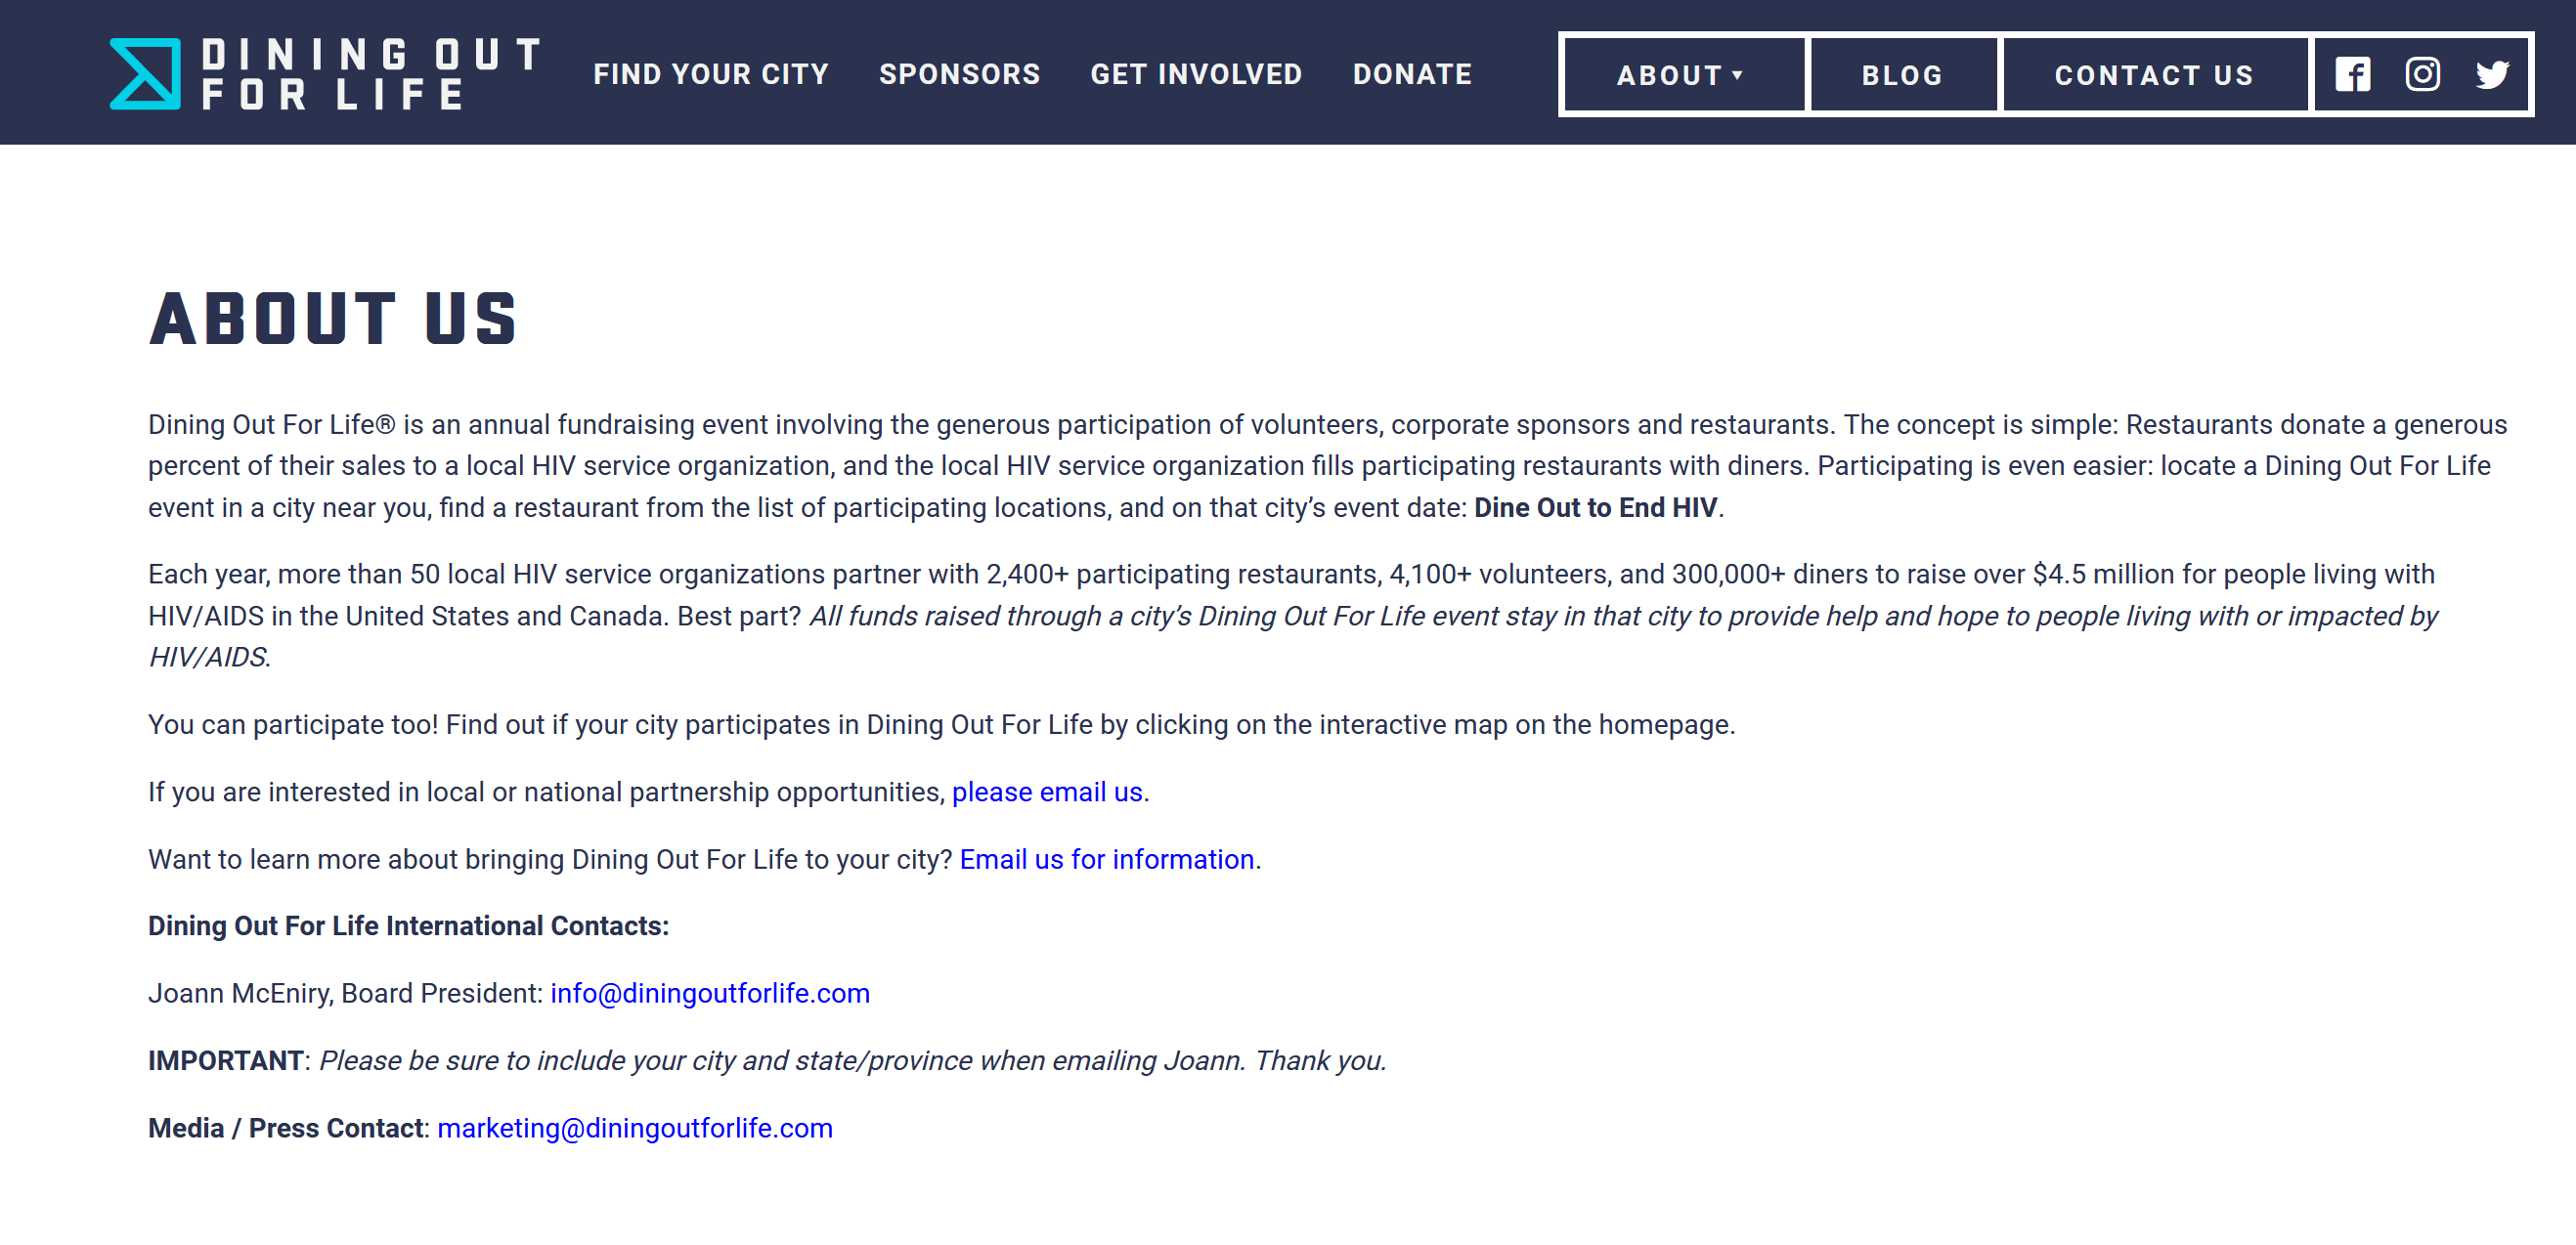 DINING OUT
FOR LIFE
FIND YOUR CITY
SPONSORS
GET INVOLVED
DONATE
ABOUT
BLOG
CONTACT US
ABOUT US
Dining Out For Life® is an annual fundraising event involving the generous participation of volunteers, corporate sponsors and restaurants. The concept is simple: Restaurants donate a generous
percent of their sales to a local HIV service organization, and the local HIV service organization fills participating restaurants with diners. Participating is even easier: locate a Dining Out For Life
event in a city near you, find a restaurant from the list of participating locations, and on that city’s event date: Dine Out to End HIV.
Each year, more than 50 local HIV service organizations partner with 2,400+ participating restaurants, 4,100+ volunteers, and 300,000+ diners to raise over $4.5 million for people living with
HIV/AIDS in the United States and Canada. Best part? All funds raised through a city’s Dining Out For Life event stay in that city to provide help and hope to people living with or impacted by
HIV/AIDS.
You can participate too! Find out if your city participates in Dining Out For Life by clicking on the interactive map on the homepage.
If you are interested in local or national partnership opportunities, please email us.
Want to learn more about bringing Dining Out For Life to your city? Email us for information.
Dining Out For Life International Contacts:
Joann McEniry, Board President: info@diningoutforlife.com
IMPORTANT: Please be sure to include your city and state/province when emailing Joann. Thank you.
Media / Press Contact: marketing@diningoutforlife.com